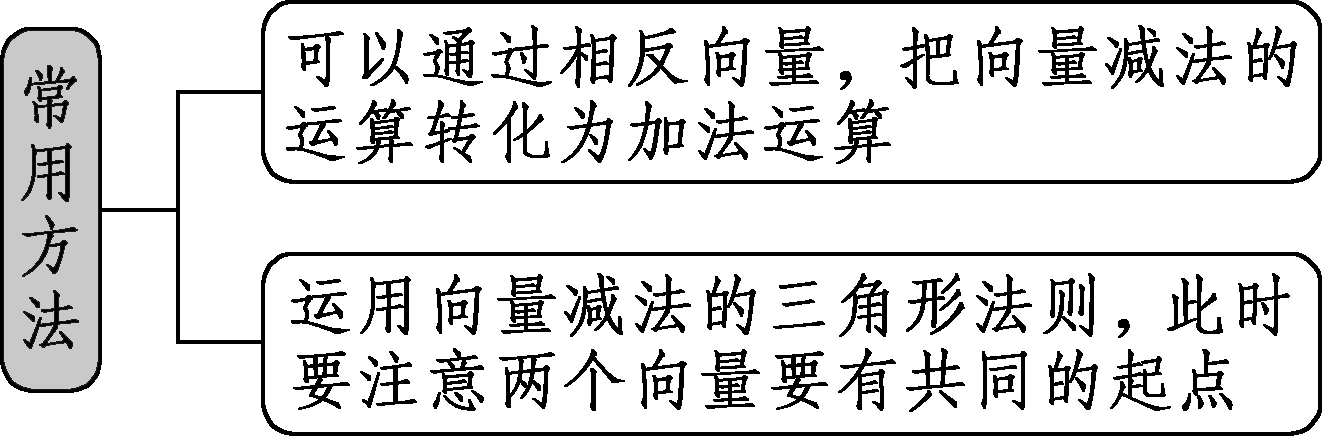 常用方法
可以通过相反向量，把向量减法的
运算转化为加法运算
运用向量减法的三角形法则，此时
要注意两个向量要有共同的起点